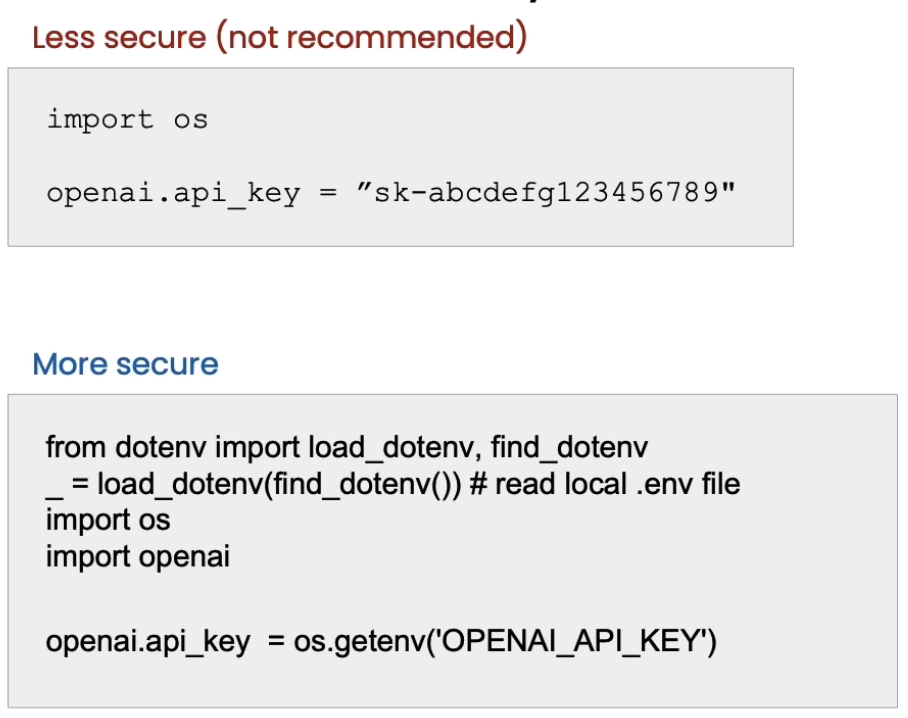 Less secure (not recommended)
import os
openai.api_key = ”sk-abcdefg123456789"
More secure
from dotenv import load_dotenv, find_dotenv
_ = load_dotenv(find_dotenv()) # read local .env file
import os
import openai
openai.api_key  = os.getenv('OPENAI_API_KEY')